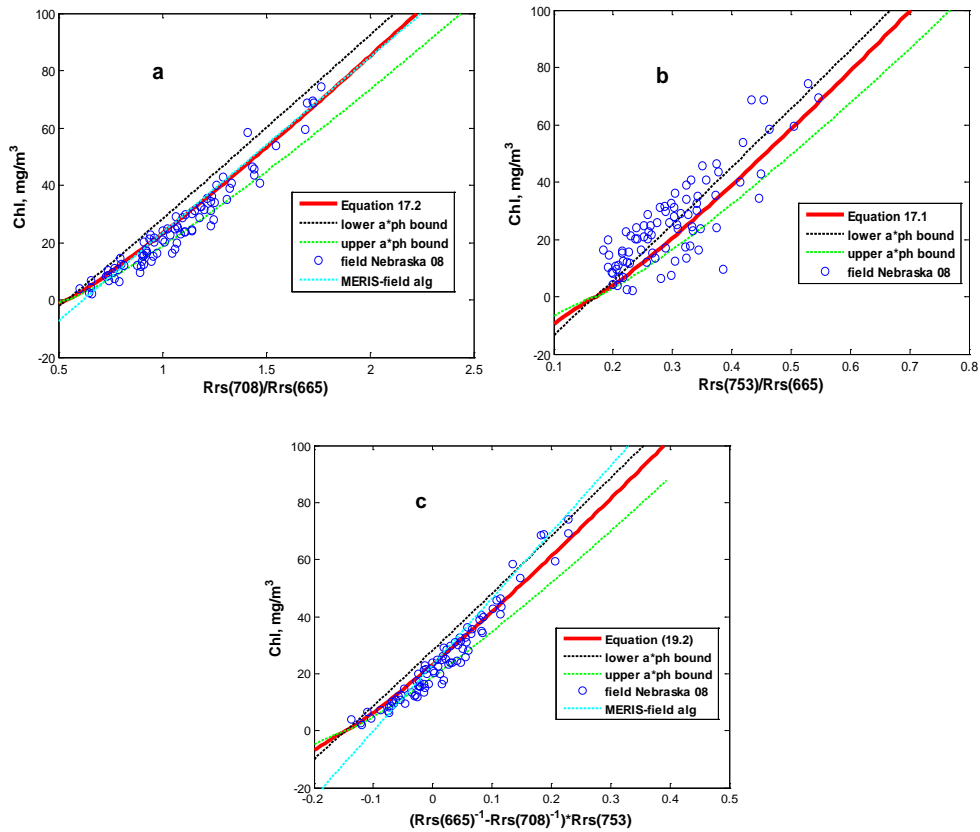 a
100
80
60
40
20
0
-20
Chl, mg/m³
Equation 17.2
lower a*ph bound
upper a*ph bound
field Nebraska 08
MERIS-field alg
0.5 1 1.5 2 2.5
Rrs(708)/Rrs(665)
b
100
80
60
40
20
0
-20
Chl, mg/m³
Equation 17.1
lower a*ph bound
upper a*ph bound
field Nebraska 08
0.1 0.2 0.3 0.4 0.5 0.6 0.7 0.8
Rrs(753)/Rrs(665)
c
100
80
60
40
20
0
-20
Chl, mg/m³
Equation (19.2)
lower a*ph bound
upper a*ph bound
field Nebraska 08
MERIS-field alg
-0.2 -0.1 0 0.1 0.2 0.3 0.4 0.5
(Rrs(665)⁻¹-Rrs(708)⁻¹)*Rrs(753)